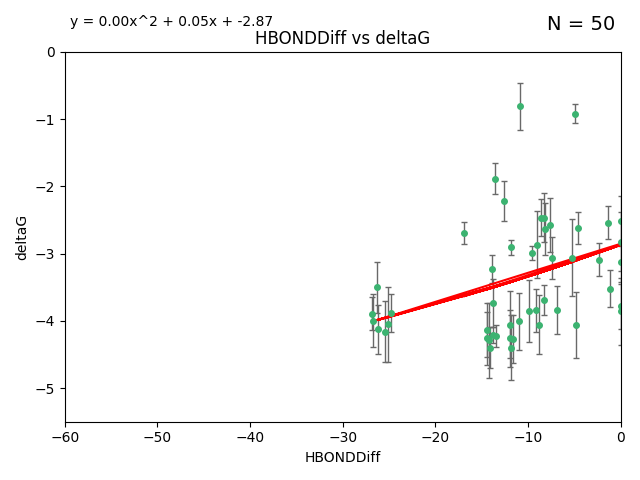 y = 0.00x^2 + 0.05x + -2.87
N = 50
HBONDDiff vs deltaG
deltaG
0
−1
−2
−3
−4
−5
−60
−50
−40
−30
−20
−10
0
HBONDDiff